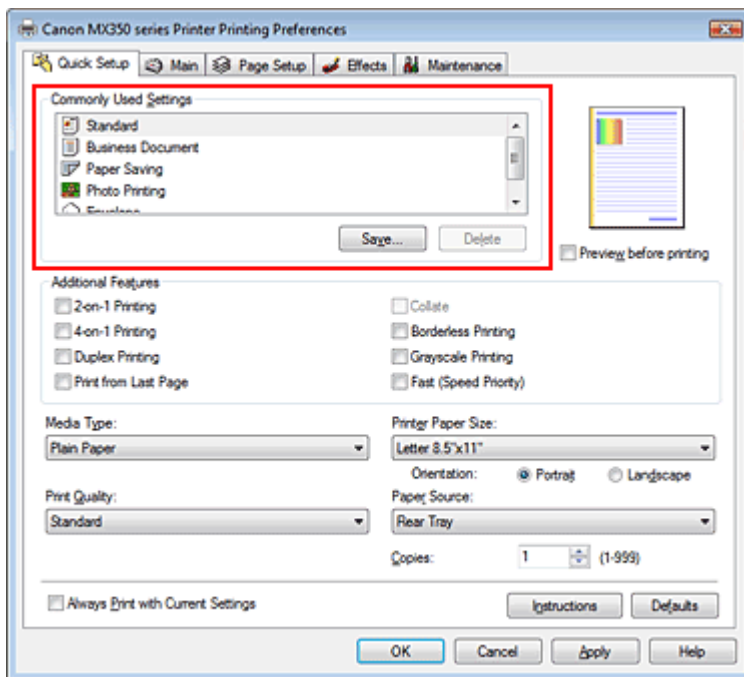 Canon MX350 series Printer Printing Preferences
Quick Setup Main Page Setup Effects Maintenance
Commonly Used Settings
Standard
Business Document
Paper Saving
Photo Printing
Envelope
Save... Delete
Preview before printing
Additional Features
2-on-1 Printing Collate
4-on-1 Printing Borderless Printing
Duplex Printing Grayscale Printing
Print from Last Page Fast (Speed Priority)
Media Type: Printer Paper Size:
Plain Paper Letter 8.5"x11"
Orientation: Portrait Landscape
Print Quality: Paper Source:
Standard Rear Tray
Copies: 1 (1-999)
Always Print with Current Settings Instructions Defaults
OK Cancel Apply Help